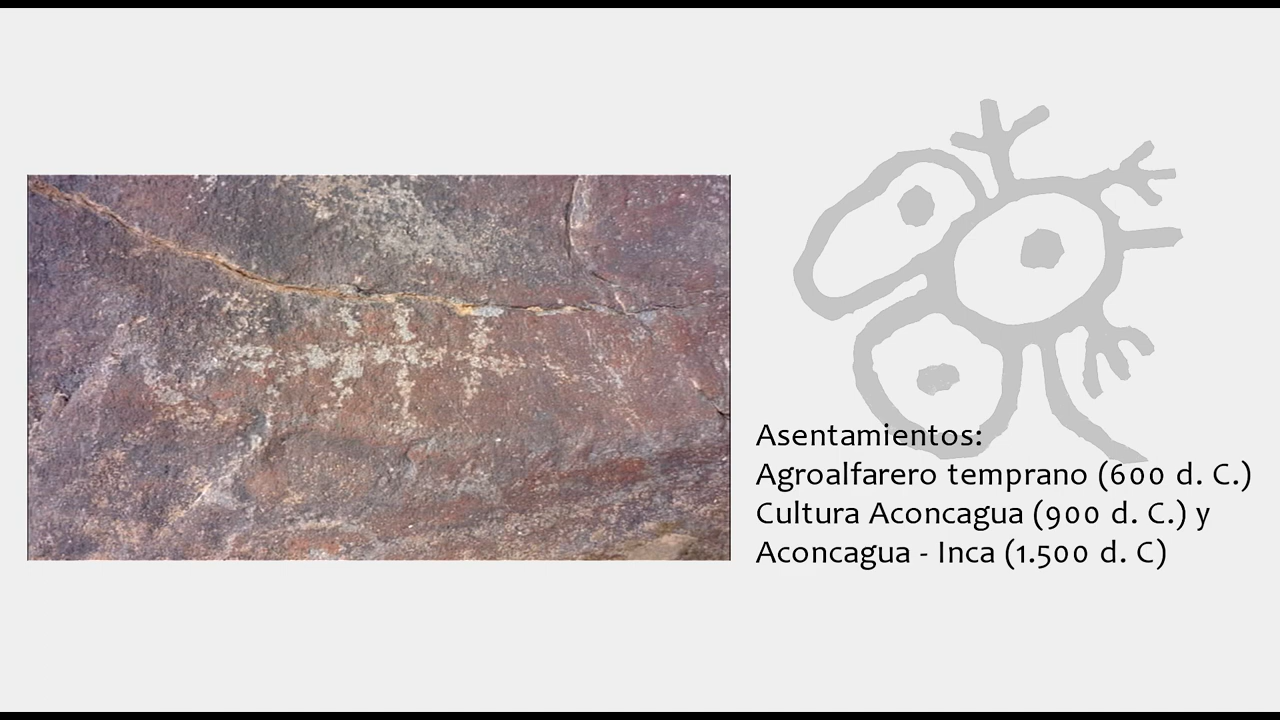 Asentamientos:
Agroalfarero temprano (600 d. C.)
Cultura Aconcagua (900 d. C.) y
Aconcagua - Inca (1.500 d. C)